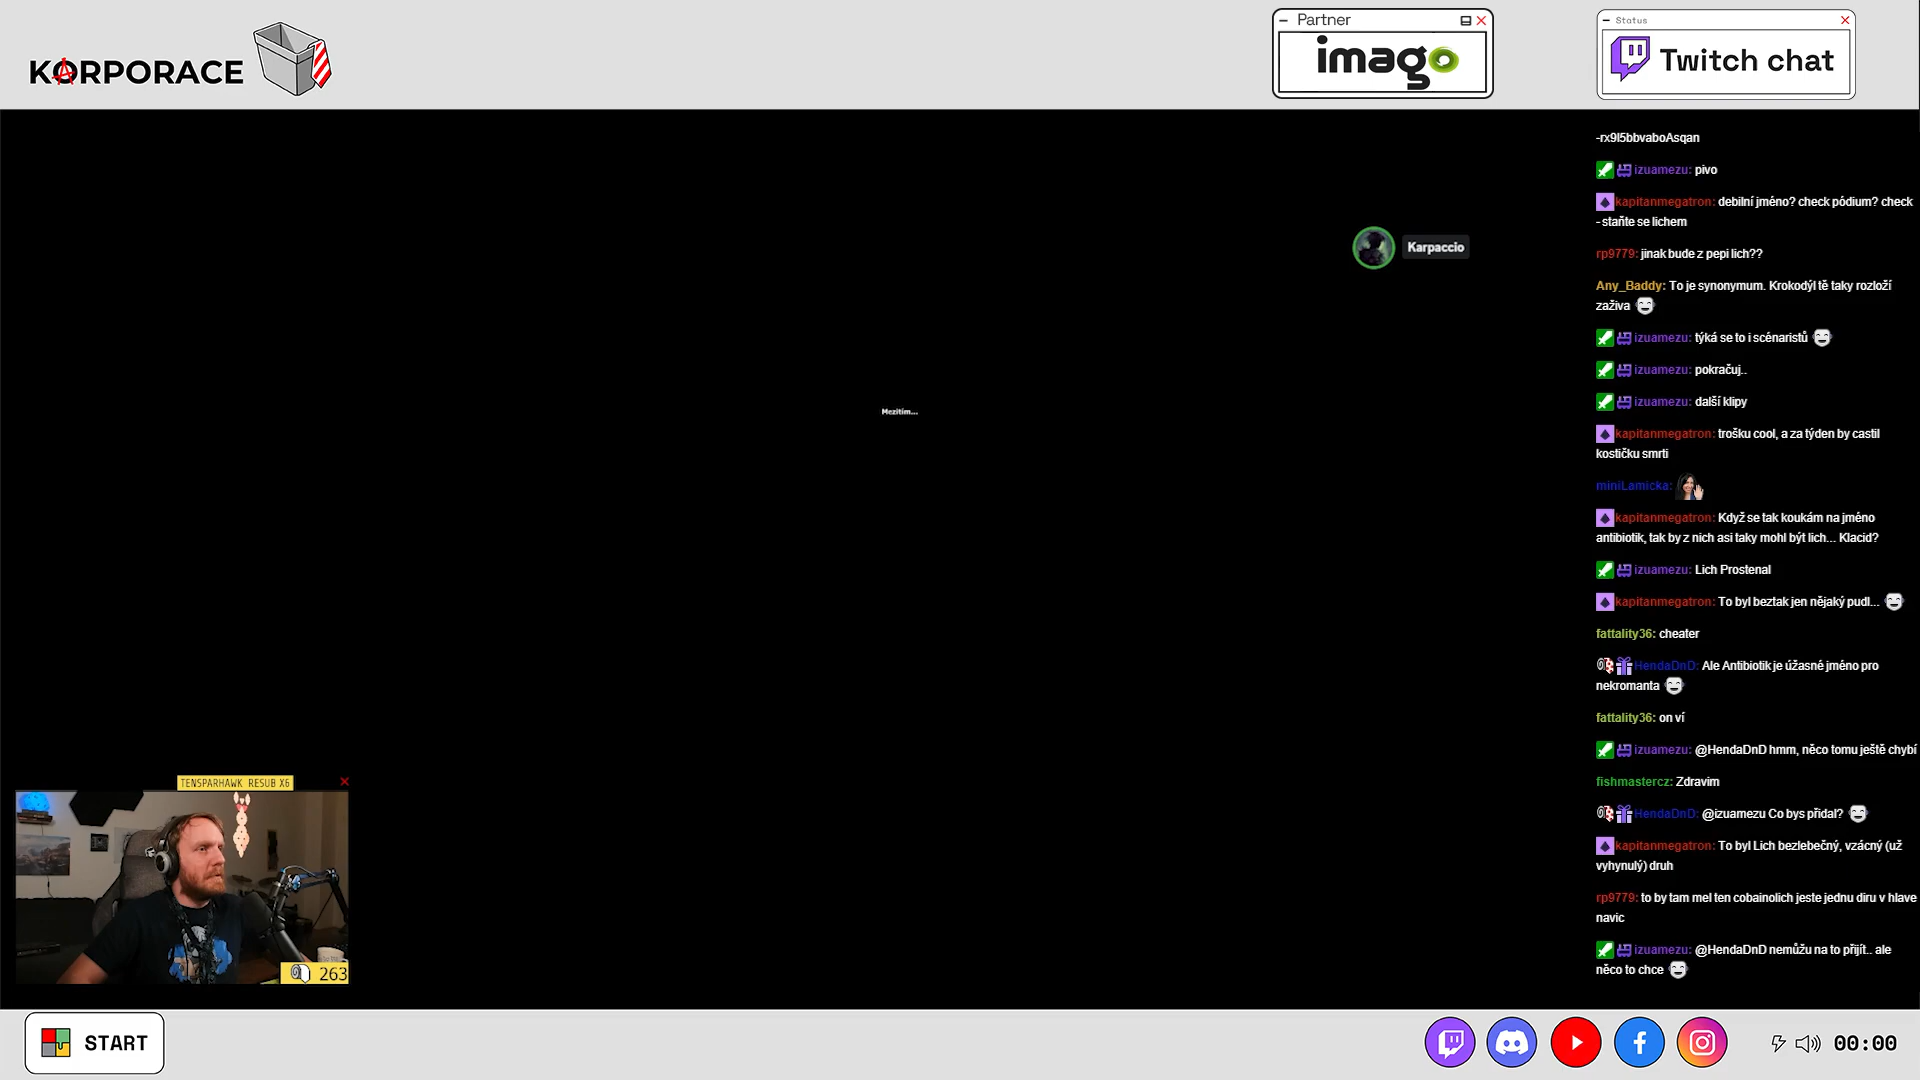 KORPORACE
Partner
imago
Status
Twitch chat
-rx9l5bbvaboAsqan
izuamezu: pivo
kapitanmegatron: debilní jméno? check pódium? check
- staňte se lichem
rp9779: jinak bude z pepi lich??
Any_Baddy: To je synonymum. Krokodýl tě taky rozloží
zaživa
izuamezu: týká se to i scénaristů
izuamezu: pokračuj..
izuamezu: další klipy
kapitanmegatron: trošku cool, a za týden by castil
kostičku smrti
miniLamicka:
kapitanmegatron: Když se tak koukám na jméno
antibiotik, tak by z nich asi taky mohl být lich... Klacid?
izuamezu: Lich Prostenal
kapitanmegatron: To byl beztak jen nějaký pudl...
fattality36: cheater
HendaDnD: Ale Antibiotik je úžasné jméno pro
nekromanta
fattality36: on ví
izuamezu: @HendaDnD hmm, něco tomu ještě chybí
fishmastercz: Zdravim
HendaDnD: @izuamezu Co bys přidal?
kapitanmegatron: To byl Lich bezlebečný, vzácný (už
vyhynulý) druh
rp9779: to by tam mel ten cobainolich jeste jednu diru v hlave
navic
izuamezu: @HendaDnD nemůžu na to přijít.. ale
něco to chce
Karpaccio
Mezitím...
TENSPARHAWK RESUB X6
263
START
00:00